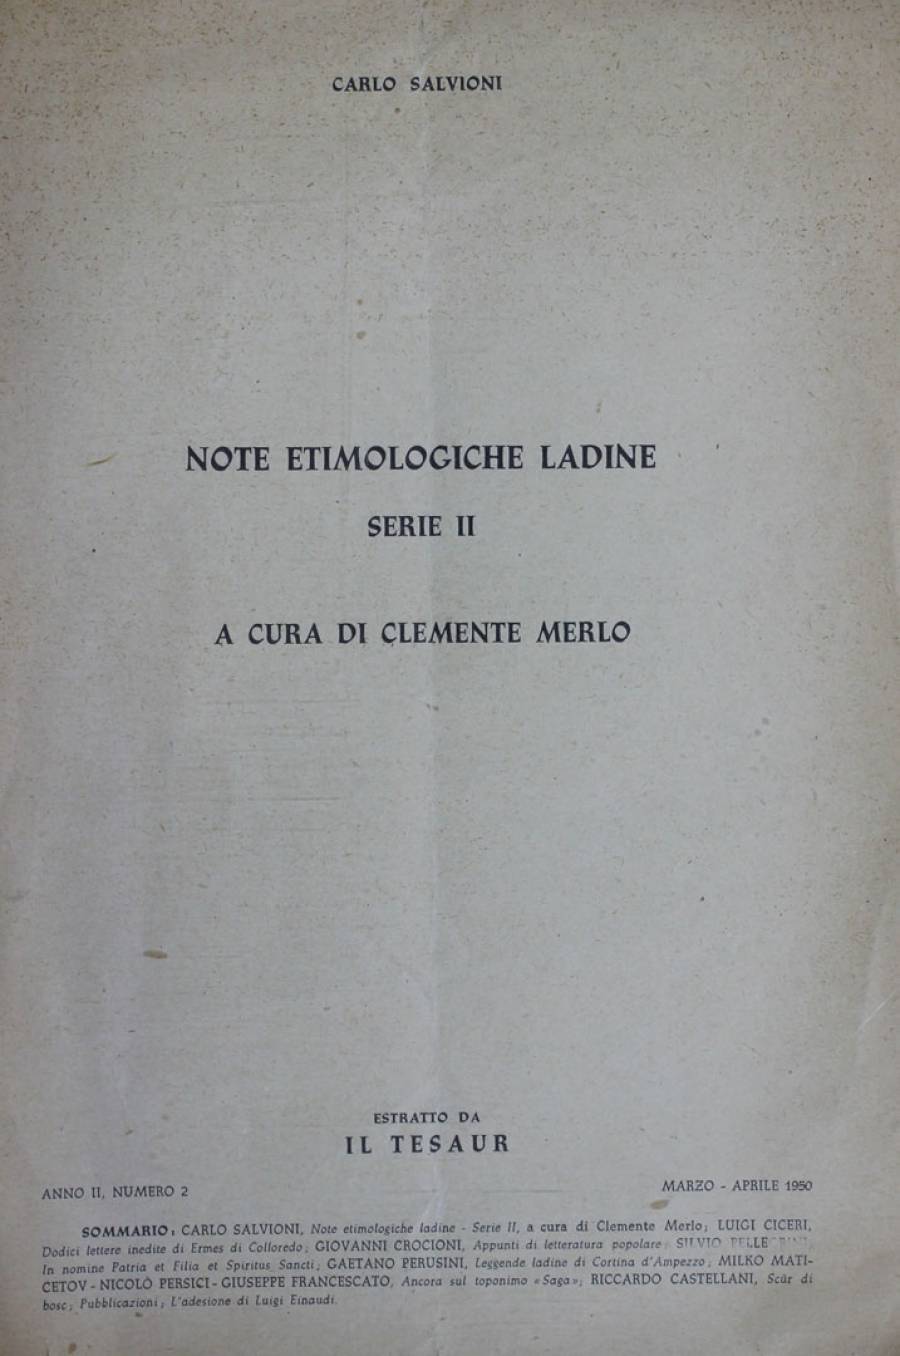 CARLO SALVIONI
NOTE ETIMOLOGICHE LADINE
SERIE II
A CURA DI CLEMENTE MERLO
ESTRATTO DA
IL TESAUR
ANNO II, NUMERO 2
MARZO - APRILE 1950
SOMMARIO: CARLO SALVIONI, Note etimologiche ladine - Serie II, a cura di Clemente Merlo; LUIGI CICERI,
Dodici lettere inedite di Ermes di Colloredo; GIOVANNI CROCIONI, Appunti di letteratura popolare; SILVIO
In nomine Patria et Filia et Spiritus Sancti; GAETANO PERUSINI, Leggende ladine di Cortina d'Ampezzo; MILKO MATI-
CETOV - NICOLÒ PERSICI - GIUSEPPE FRANCESCATO, Ancora sul toponimo «Saga»; RICCARDO CASTELLANI, Scûr di
bosc; Pubblicazioni; L'adesione di Luigi Einaudi.